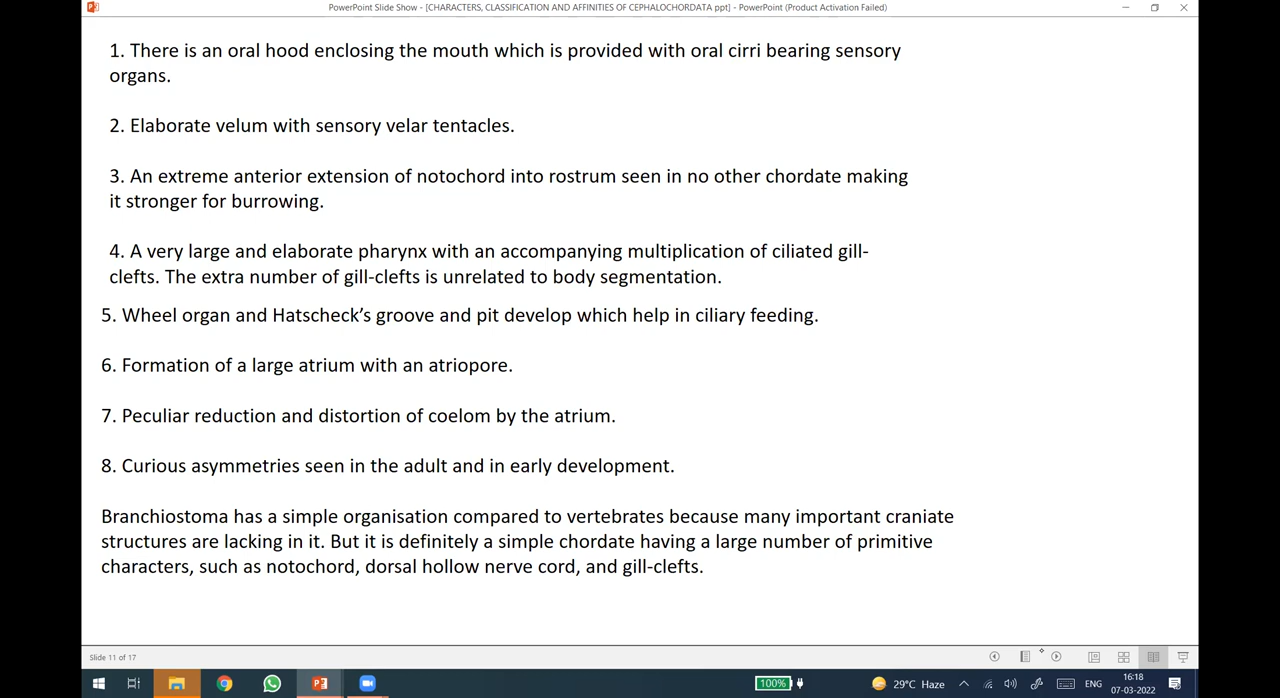 PowerPoint Slide Show - [CHARACTERS, CLASSIFICATION AND AFFINITIES OF CEPHALOCHORDATA ppt] - PowerPoint (Product Activation Failed)
1. There is an oral hood enclosing the mouth which is provided with oral cirri bearing sensory
organs.
2. Elaborate velum with sensory velar tentacles.
3. An extreme anterior extension of notochord into rostrum seen in no other chordate making
it stronger for burrowing.
4. A very large and elaborate pharynx with an accompanying multiplication of ciliated gill-
clefts. The extra number of gill-clefts is unrelated to body segmentation.
5. Wheel organ and Hatscheck’s groove and pit develop which help in ciliary feeding.
6. Formation of a large atrium with an atriopore.
7. Peculiar reduction and distortion of coelom by the atrium.
8. Curious asymmetries seen in the adult and in early development.
Branchiostoma has a simple organisation compared to vertebrates because many important craniate
structures are lacking in it. But it is definitely a simple chordate having a large number of primitive
characters, such as notochord, dorsal hollow nerve cord, and gill-clefts.
Slide 11 of 17
100% 29°C Haze ENG 16:18
07-03-2022